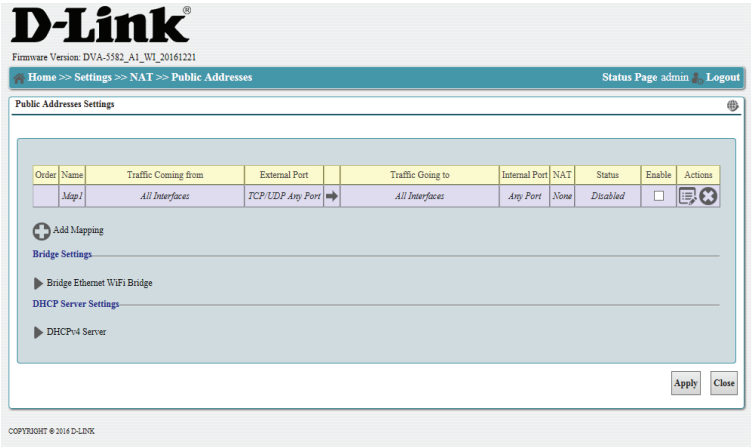 D-Link®
Firmware Version: DVA-5582_A1_WI_20161221
Home >> Settings >> NAT >> Public Addresses Status Page admin Logout
Public Addresses Settings
Order Name Traffic Coming from External Port Traffic Going to Internal Port NAT Status Enable Actions
Map1 All Interfaces TCP/UDP Any Port All Interfaces Any Port None Disabled
Add Mapping
Bridge Settings
Bridge Ethernet WiFi Bridge
DHCP Server Settings
DHCPv4 Server
Apply Close
COPYRIGHT © 2016 D-LINK